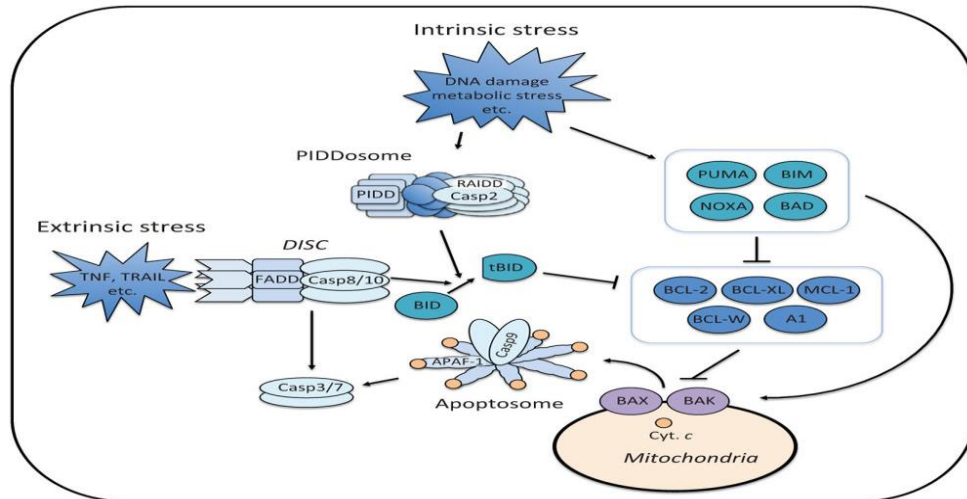 Intrinsic stress
DNA damage
metabolic stress
etc.
PIDDosome
PIDD
RAIDD
Casp2
PUMA
BIM
NOXA
BAD
Extrinsic stress
TNF, TRAIL
etc.
DISC
FADD
Casp8/10
BID
tBID
BCL-2
BCL-XL
MCL-1
BCL-W
A1
Casp3/7
APAF-1
Casp9
Apoptosome
BAX
BAK
Cyt. c
Mitochondria